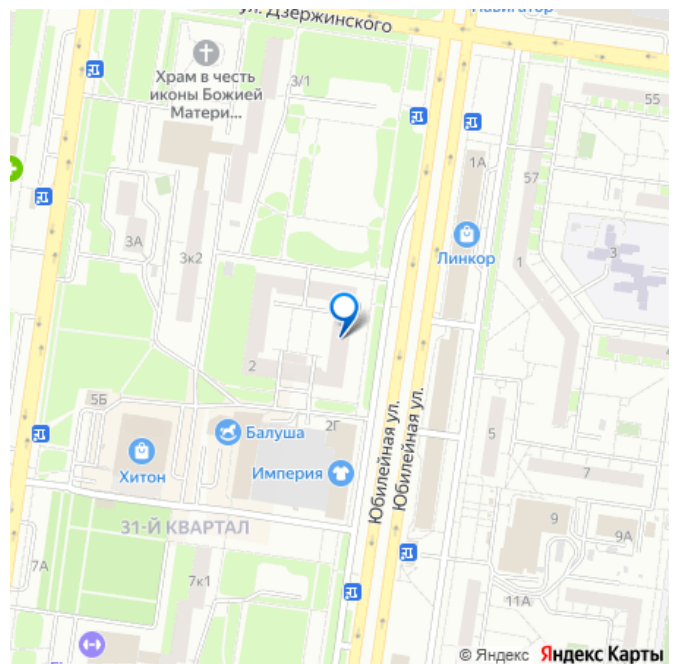 Навигатор
ул. Дзержинского
Храм в честь
иконы Божией
Матери...
3/1
55
1А
57
3А
3к2
Линкор
1
3
2
5Б
2Г
Балуша
Хитон
Империя
Юбилейная ул.
Юбилейная ул.
5
7
31-Й КВАРТАЛ
9
9А
7А
7к1
11А
© Яндекс Яндекс Карты